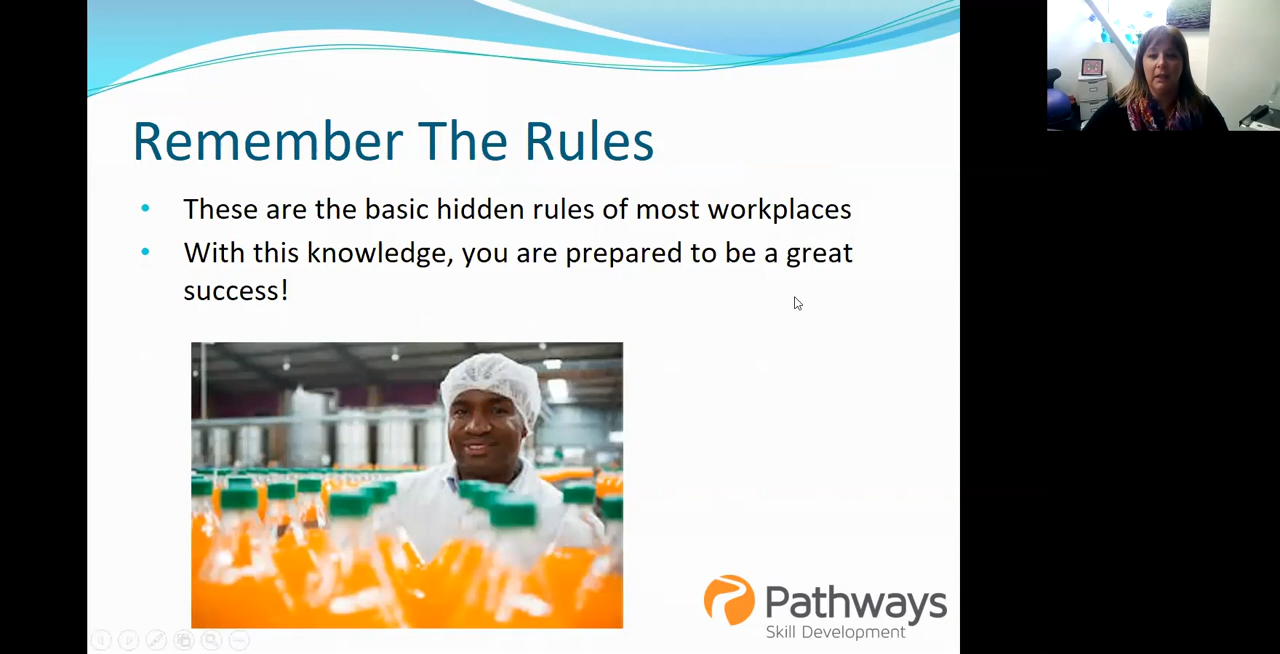 Remember The Rules
These are the basic hidden rules of most workplaces
With this knowledge, you are prepared to be a great
success!
Pathways
Skill Development